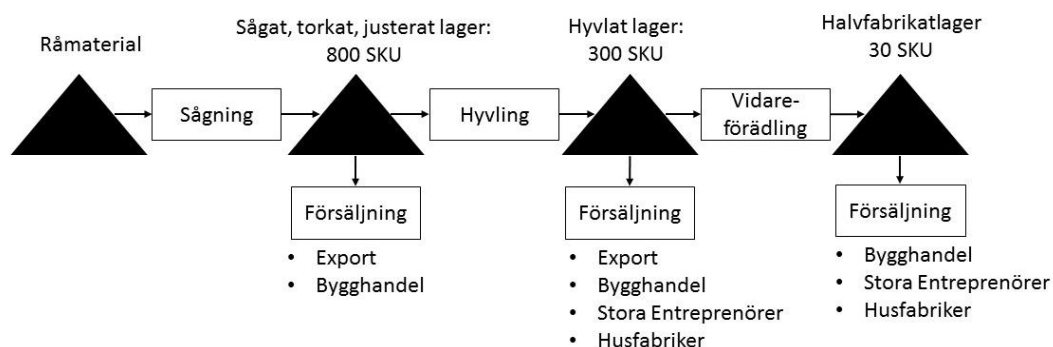 Råmaterial
Sågat, torkat, justerat lager:
800 SKU
Hyvlat lager:
300 SKU
Halvfabrikatlager
30 SKU
Sågning
Hyvling
Vidare-
förädling
Försäljning
• Export
• Bygghandel
Försäljning
• Export
• Bygghandel
• Stora Entreprenörer
• Husfabriker
Försäljning
• Bygghandel
• Stora Entreprenörer
• Husfabriker